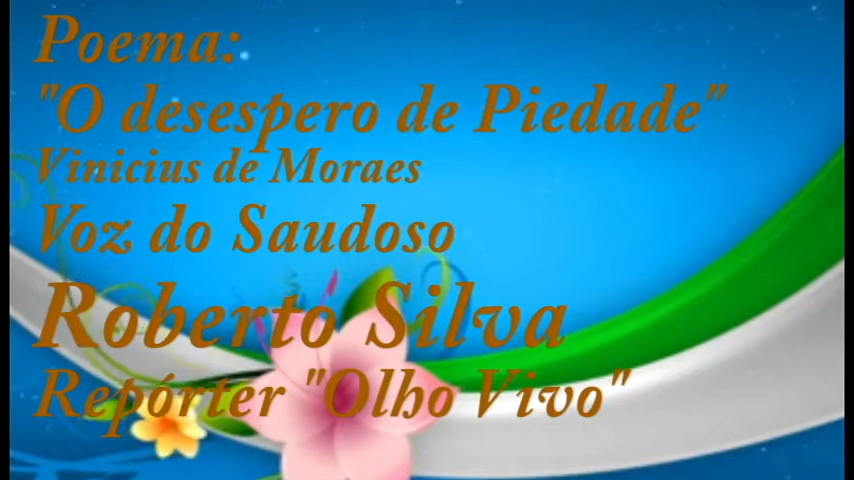 Poema:
"O desespero de Piedade"
Vinicius de Moraes
Voz do Saudoso
Roberto Silva
Repórter "Olho Vivo"